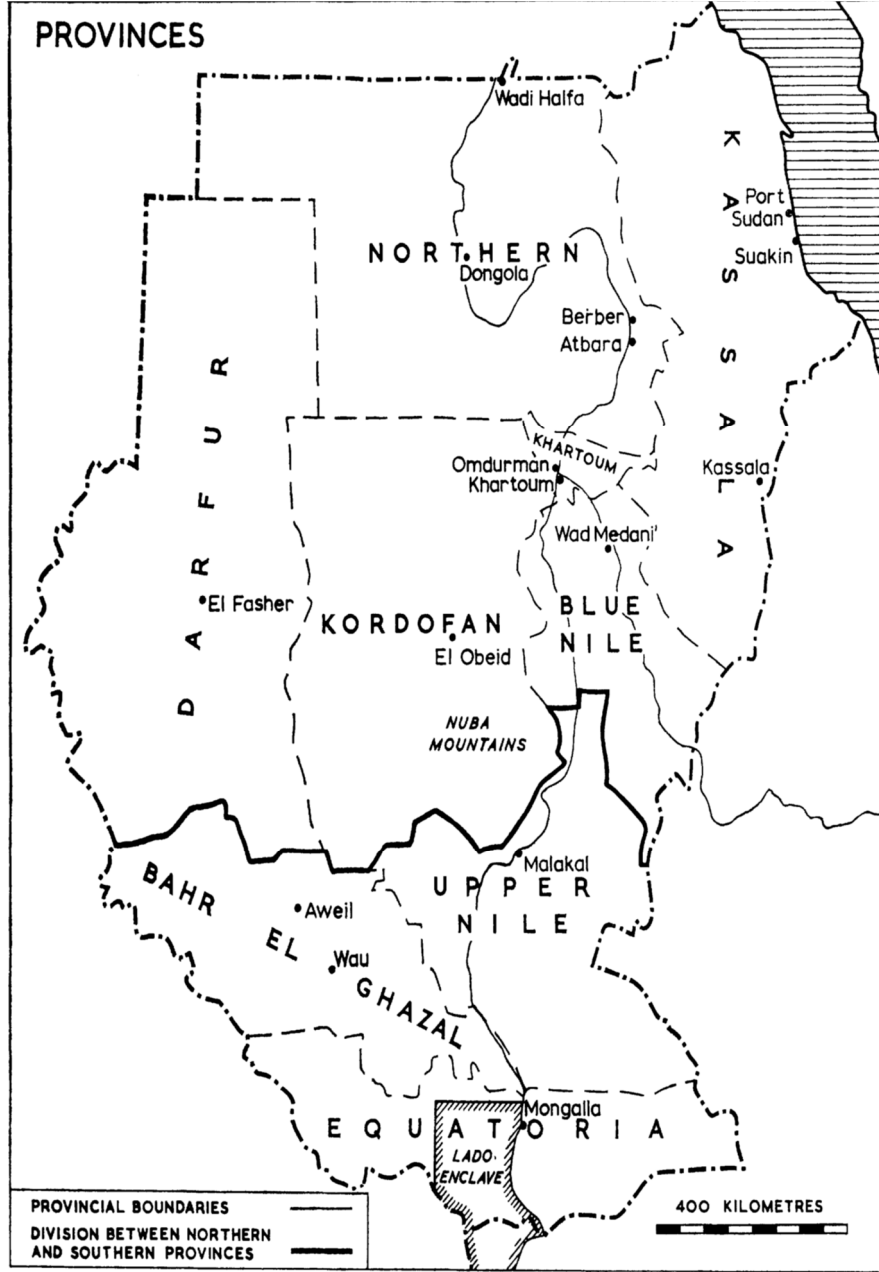 PROVINCES
Wadi Halfa
KASSALA
Port
Sudan
Suakin
NORTHERN
Dongola
Berber
Atbara
DARFUR
KHARTOUM
Omdurman
Khartoum
Kassala
Wad Medani
El Fasher
BLUE
NILE
KORDOFAN
El Obeid
NUBA
MOUNTAINS
Malakal
UPPER
NILE
BAHR
EL
GHAZAL
Aweil
Wau
Mongalla
EQUATORIA
LADO
ENCLAVE
PROVINCIAL BOUNDARIES
DIVISION BETWEEN NORTHERN
AND SOUTHERN PROVINCES
400 KILOMETRES